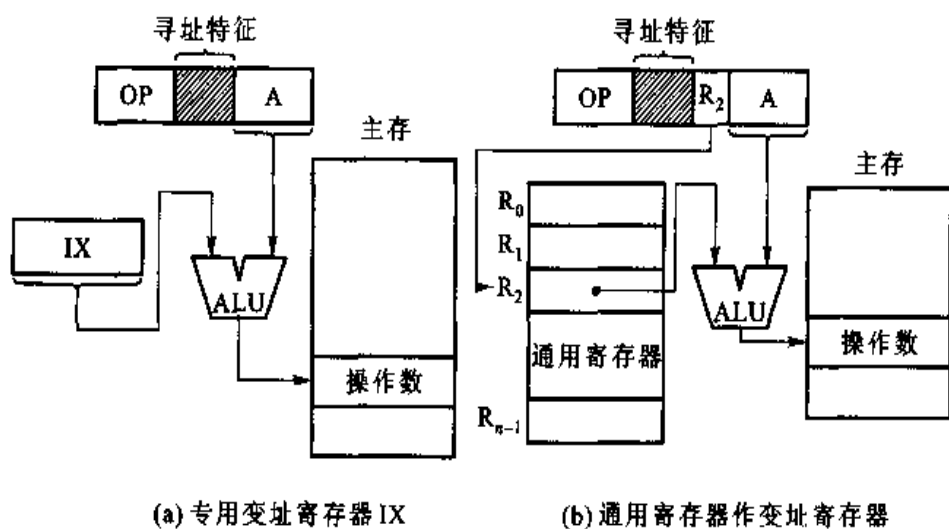 寻址特征
OP A
主存
IX
ALU
操作数
(a) 专用变址寄存器 IX
寻址特征
OP R₂ A
主存
R₀
R₁
R₂
ALU
通用寄存器
操作数
Rₙ₋₁
(b) 通用寄存器作变址寄存器